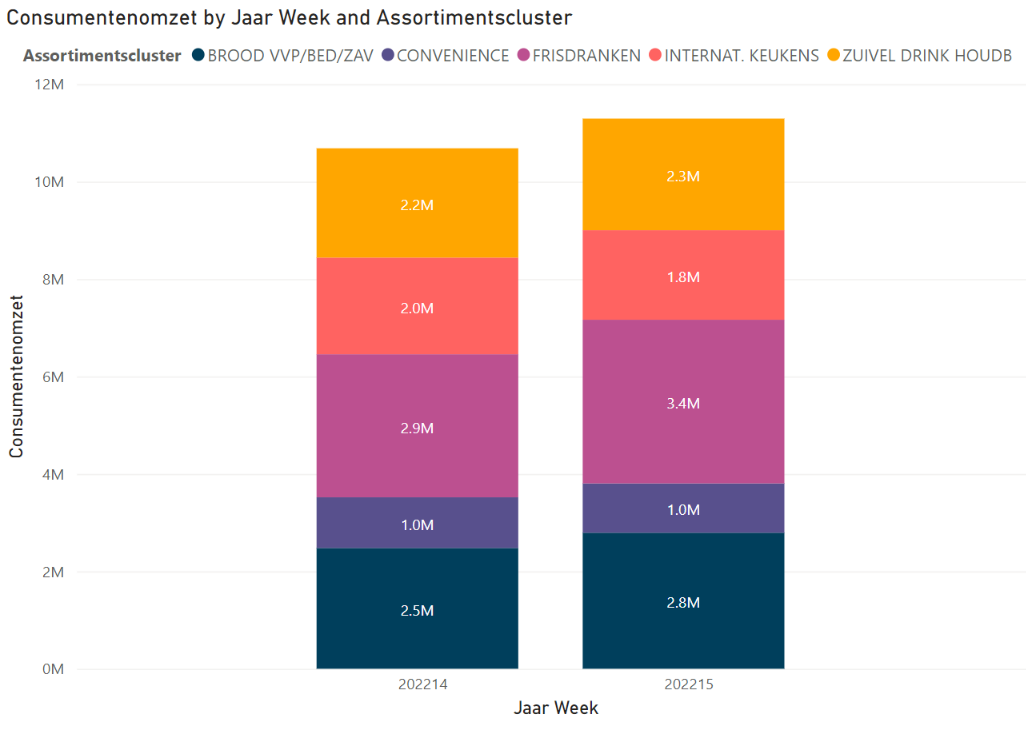 Consumentenomzet by Jaar Week and Assortimentscluster
Assortimentscluster BROOD VVP/BED/ZAV CONVENIENCE FRISDRANKEN INTERNAT. KEUKENS ZUIVEL DRINK HOUDB
12M
10M
8M
6M
4M
2M
0M
Consumentenomzet
2.2M
2.0M
2.9M
1.0M
2.5M
2.3M
1.8M
3.4M
1.0M
2.8M
202214 202215
Jaar Week